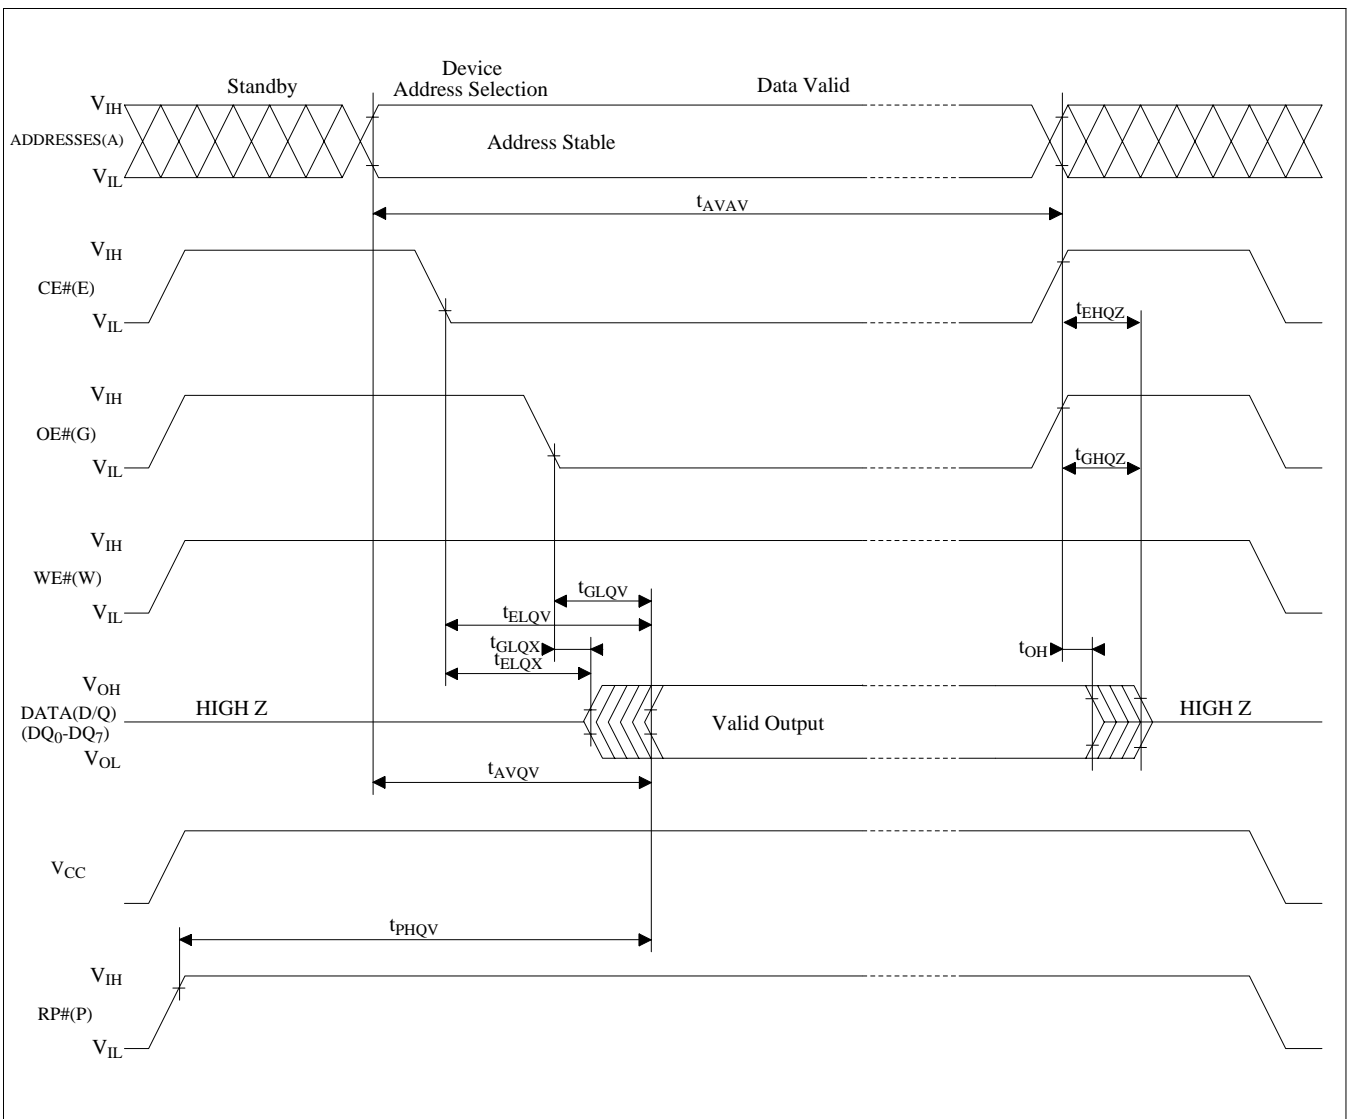 Device
Standby Address Selection Data Valid
VIH
ADDRESSES(A) Address Stable
VIL
tAVAV
VIH
CE#(E)
VIL tEHQZ
VIH
OE#(G)
VIL tGHQZ
VIH
WE#(W)
VIL tGLQV
tELQV
tGLQX tOH
tELQX
VOH
DATA(D/Q) HIGH Z Valid Output HIGH Z
(DQ0-DQ7)
VOL
tAVQV
VCC
tPHQV
VIH
RP#(P)
VIL